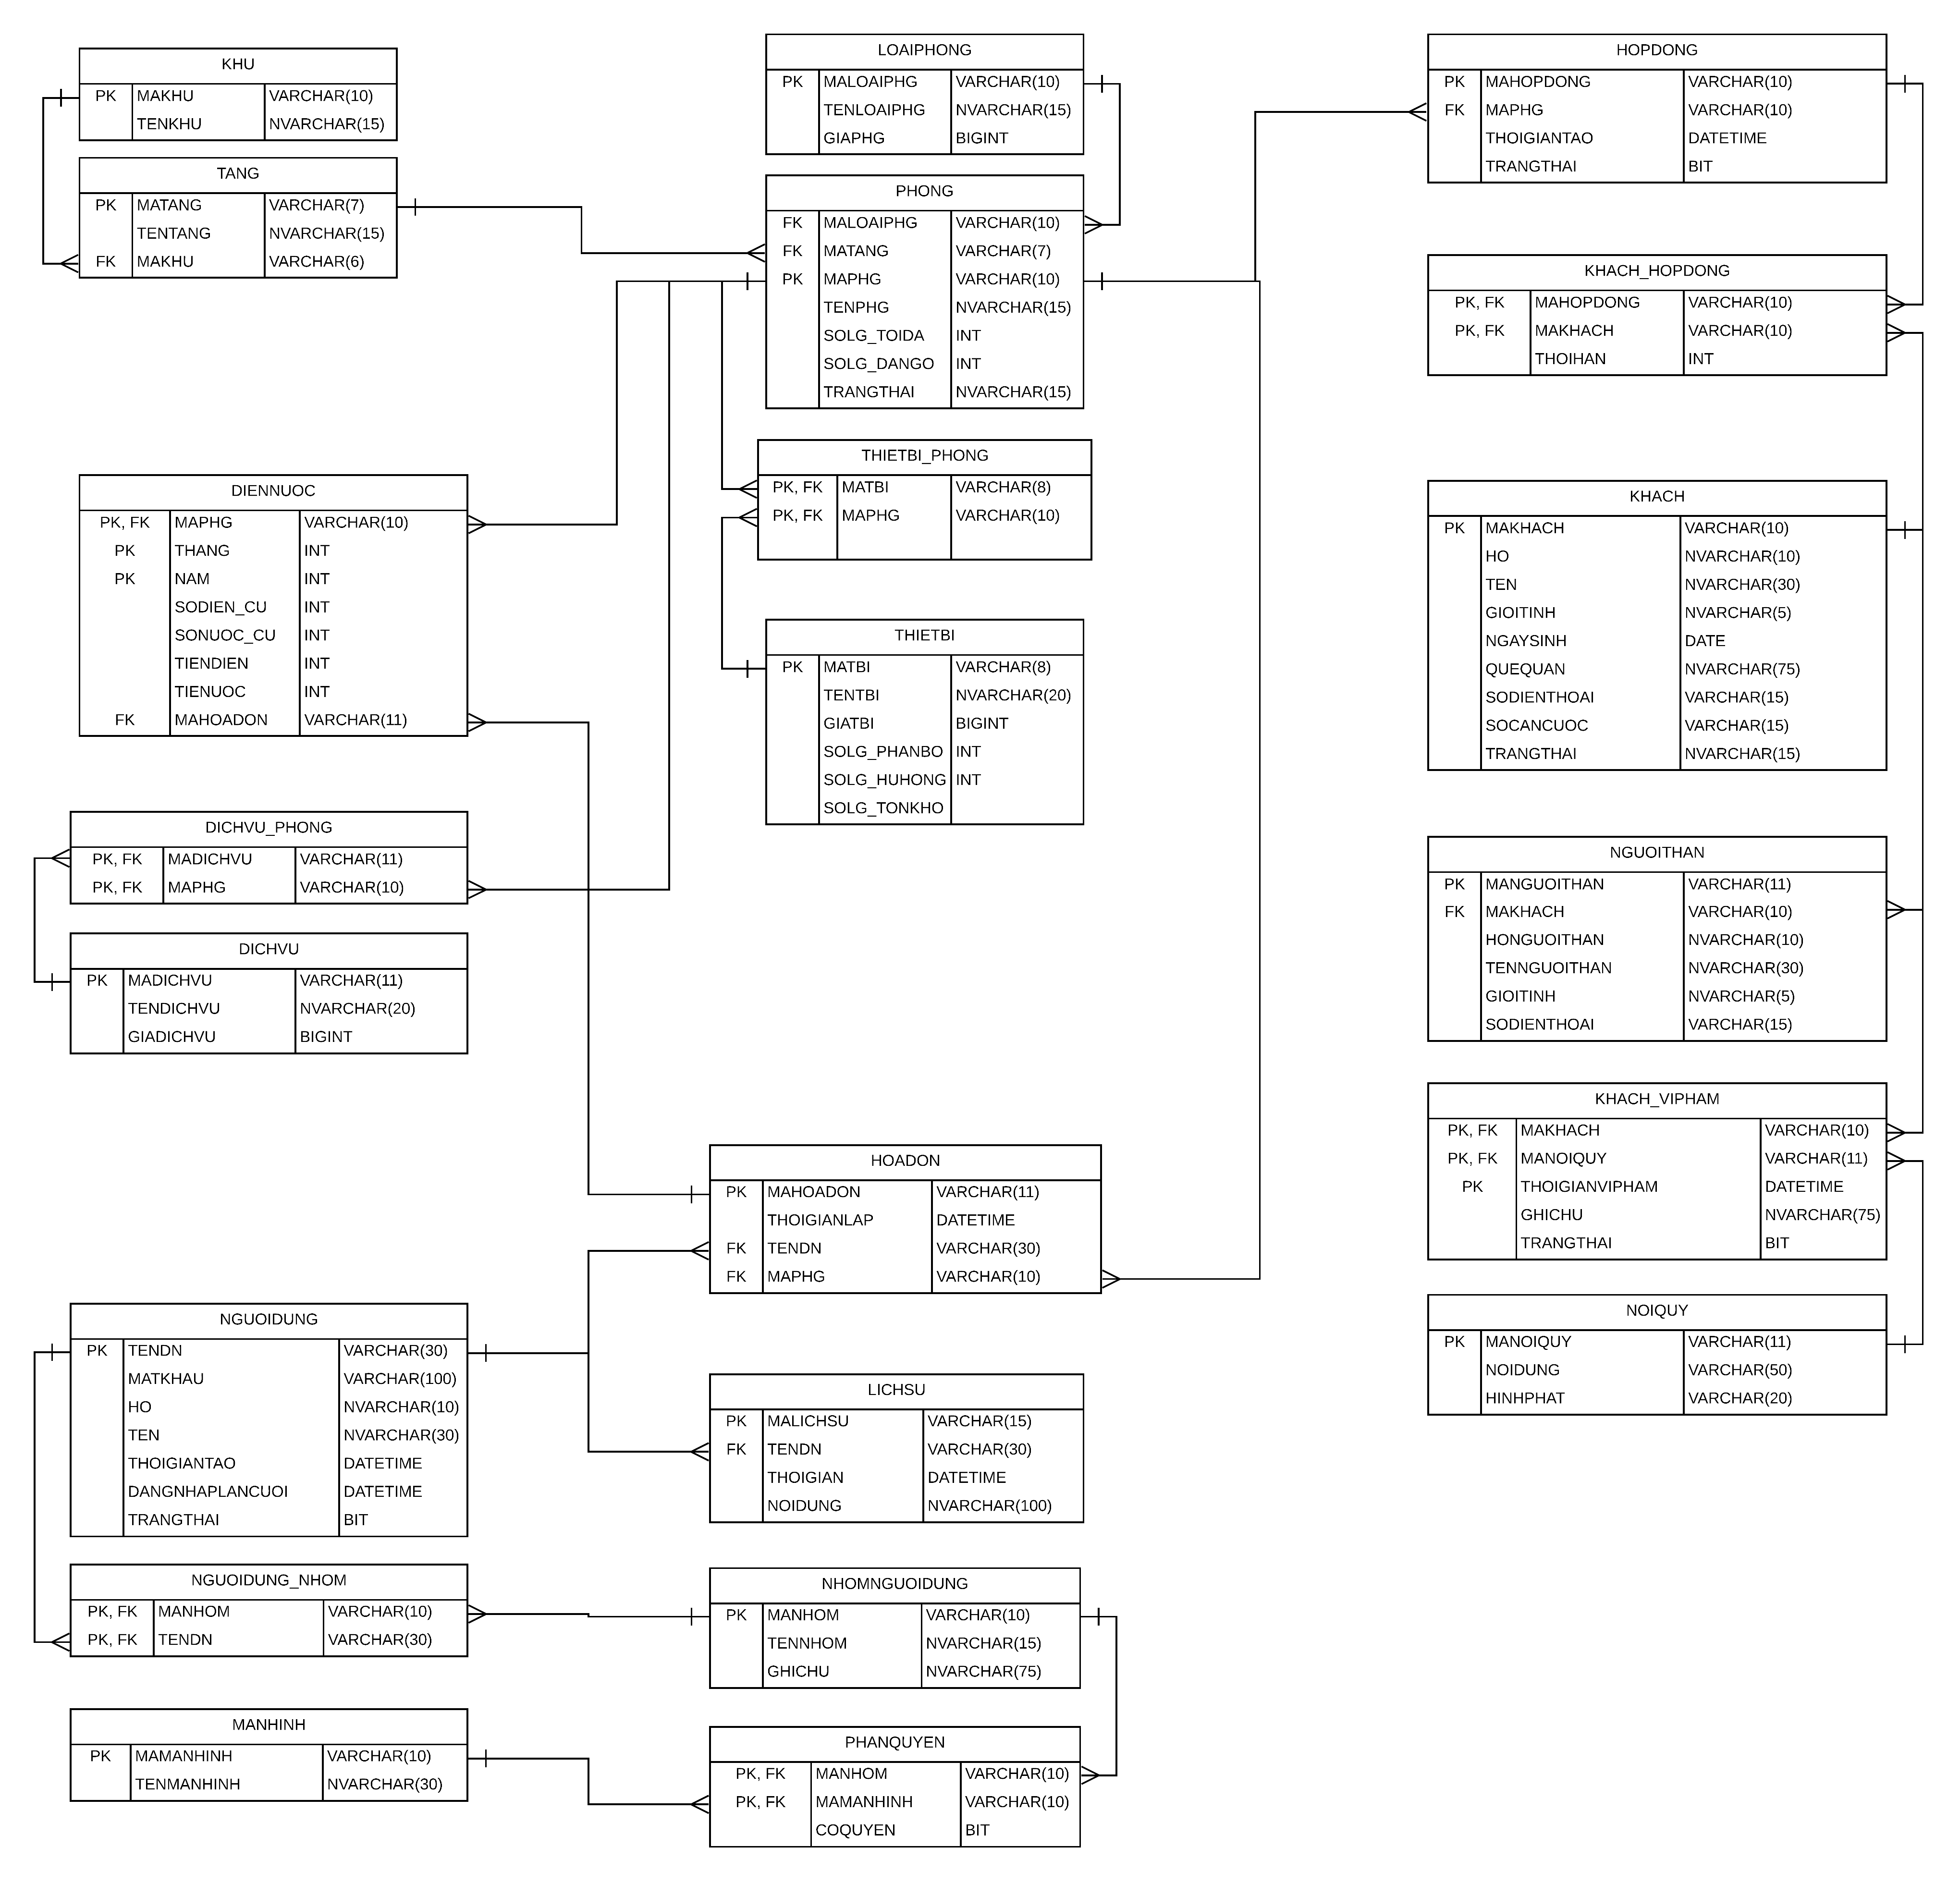 KHU
PK MAKHU VARCHAR(10)
TENKHU NVARCHAR(15)
TANG
PK MATANG VARCHAR(7)
TENTANG NVARCHAR(15)
FK MAKHU VARCHAR(6)
LOAIPHONG
PK MALOAIPHG VARCHAR(10)
TENLOAIPHG NVARCHAR(15)
GIAPHG BIGINT
PHONG
FK MALOAIPHG VARCHAR(10)
FK MATANG VARCHAR(7)
PK MAPHG VARCHAR(10)
TENPHG NVARCHAR(15)
SOLG_TOIDA INT
SOLG_DANGO INT
TRANGTHAI NVARCHAR(15)
THIETBI_PHONG
PK, FK MATBI VARCHAR(8)
PK, FK MAPHG VARCHAR(10)
THIETBI
PK MATBI VARCHAR(8)
TENTBI NVARCHAR(20)
GIATBI BIGINT
SOLG_PHANBO INT
SOLG_HUHONG INT
SOLG_TONKHO
DIENNUOC
PK, FK MAPHG VARCHAR(10)
PK THANG INT
PK NAM INT
SODIEN_CU INT
SONUOC_CU INT
TIENDIEN INT
TIENUOC INT
FK MAHOADON VARCHAR(11)
DICHVU_PHONG
PK, FK MADICHVU VARCHAR(11)
PK, FK MAPHG VARCHAR(10)
DICHVU
PK MADICHVU VARCHAR(11)
TENDICHVU NVARCHAR(20)
GIADICHVU BIGINT
HOADON
PK MAHOADON VARCHAR(11)
THOIGIANLAP DATETIME
FK TENDN VARCHAR(30)
FK MAPHG VARCHAR(10)
NGUOIDUNG
PK TENDN VARCHAR(30)
MATKHAU VARCHAR(100)
HO NVARCHAR(10)
TEN NVARCHAR(30)
THOIGIANTAO DATETIME
DANGNHAPLANCUOI DATETIME
TRANGTHAI BIT
LICHSU
PK MALICHSU VARCHAR(15)
FK TENDN VARCHAR(30)
THOIGIAN DATETIME
NOIDUNG NVARCHAR(100)
NGUOIDUNG_NHOM
PK, FK MANHOM VARCHAR(10)
PK, FK TENDN VARCHAR(30)
NHOMNGUOIDUNG
PK MANHOM VARCHAR(10)
TENNHOM NVARCHAR(15)
GHICHU NVARCHAR(75)
MANHINH
PK MAMANHINH VARCHAR(10)
TENMANHINH NVARCHAR(30)
PHANQUYEN
PK, FK MANHOM VARCHAR(10)
PK, FK MAMANHINH VARCHAR(10)
COQUYEN BIT
HOPDONG
PK MAHOPDONG VARCHAR(10)
FK MAPHG VARCHAR(10)
THOIGIANTAO DATETIME
TRANGTHAI BIT
KHACH_HOPDONG
PK, FK MAHOPDONG VARCHAR(10)
PK, FK MAKHACH VARCHAR(10)
THOIHAN INT
KHACH
PK MAKHACH VARCHAR(10)
HO NVARCHAR(10)
TEN NVARCHAR(30)
GIOITINH NVARCHAR(5)
NGAYSINH DATE
QUEQUAN NVARCHAR(75)
SODIENTHOAI VARCHAR(15)
SOCANCUOC VARCHAR(15)
TRANGTHAI NVARCHAR(15)
NGUOITHAN
PK MANGUOITHAN VARCHAR(11)
FK MAKHACH VARCHAR(10)
HONGUOITHAN NVARCHAR(10)
TENNGUOITHAN NVARCHAR(30)
GIOITINH NVARCHAR(5)
SODIENTHOAI VARCHAR(15)
KHACH_VIPHAM
PK, FK MAKHACH VARCHAR(10)
PK, FK MANOIQUY VARCHAR(11)
PK THOIGIANVIPHAM DATETIME
GHICHU NVARCHAR(75)
TRANGTHAI BIT
NOIQUY
PK MANOIQUY VARCHAR(11)
NOIDUNG VARCHAR(50)
HINHPHAT VARCHAR(20)